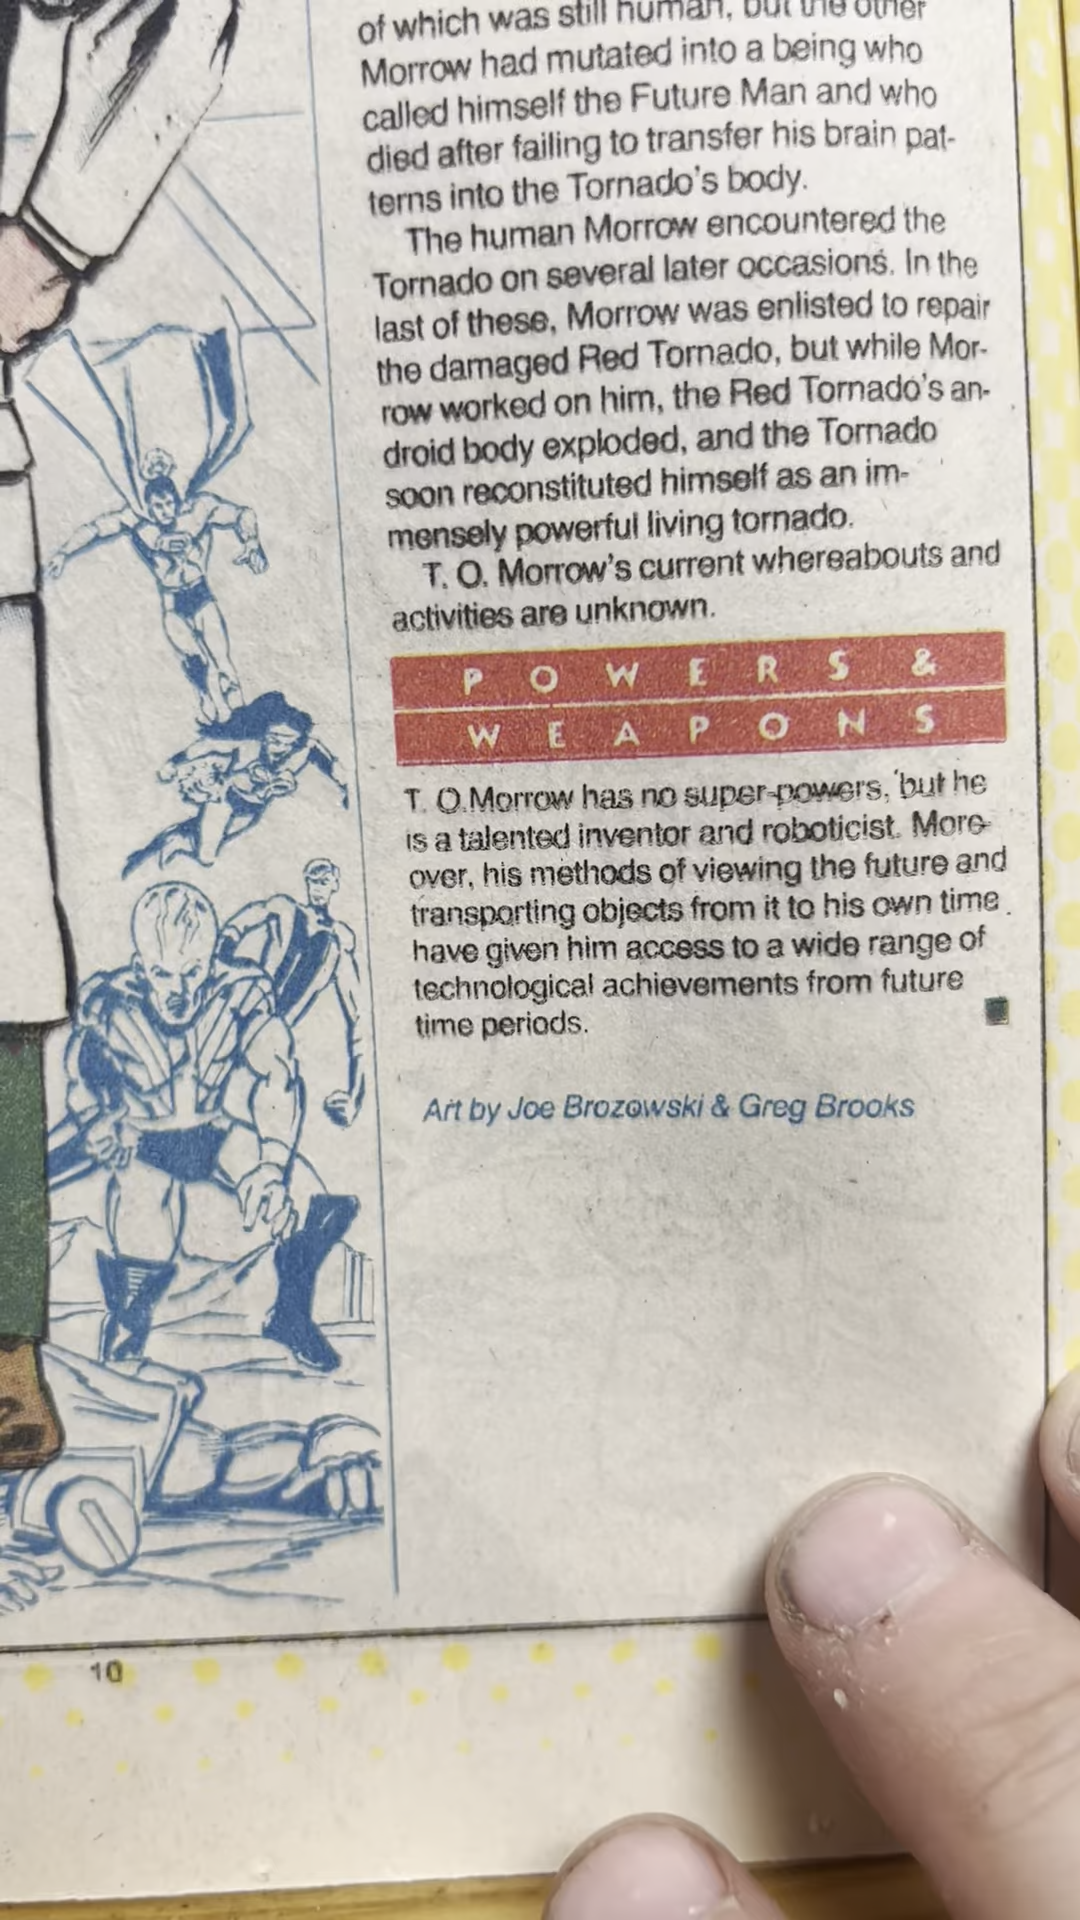 of which was still human, but the other
Morrow had mutated into a being who
called himself the Future Man and who
died after failing to transfer his brain pat-
terns into the Tornado's body.
The human Morrow encountered the
Tornado on several later occasions. In the
last of these, Morrow was enlisted to repair
the damaged Red Tornado, but while Mor-
row worked on him, the Red Tornado's an-
droid body exploded, and the Tornado
soon reconstituted himself as an im-
mensely powerful living tornado.
T. O. Morrow's current whereabouts and
activities are unknown.
POWERS &
WEAPONS
T. O. Morrow has no super-powers, but he
is a talented inventor and roboticist. More-
over, his methods of viewing the future and
transporting objects from it to his own time
have given him access to a wide range of
technological achievements from future
time periods.
Art by Joe Brozowski & Greg Brooks
10